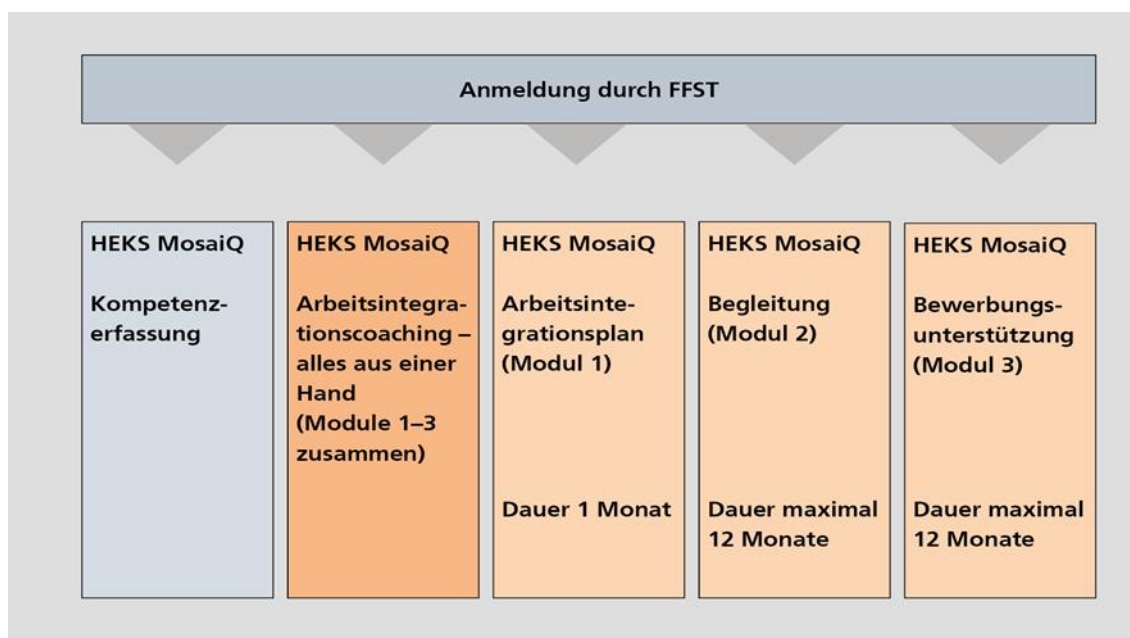 Anmeldung durch FFST
HEKS MosaiQ
Kompetenz-
erfassung
HEKS MosaiQ
Arbeitsintegra-
tionscoaching –
alles aus einer
Hand
(Module 1–3
zusammen)
HEKS MosaiQ
Arbeitsinte-
grationsplan
(Modul 1)
Dauer 1 Monat
HEKS MosaiQ
Begleitung
(Modul 2)
Dauer maximal
12 Monate
HEKS MosaiQ
Bewerbungs-
unterstützung
(Modul 3)
Dauer maximal
12 Monate